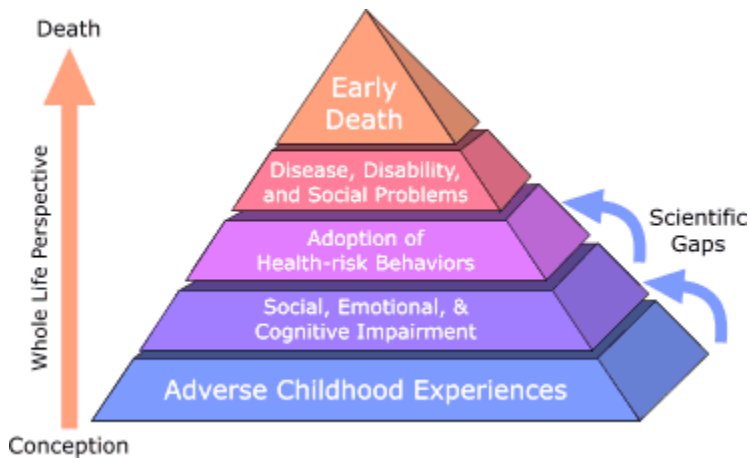 Death
Whole Life Perspective
Conception
Early
Death
Disease, Disability,
and Social Problems
Adoption of
Health-risk Behaviors
Social, Emotional, &
Cognitive Impairment
Adverse Childhood Experiences
Scientific
Gaps